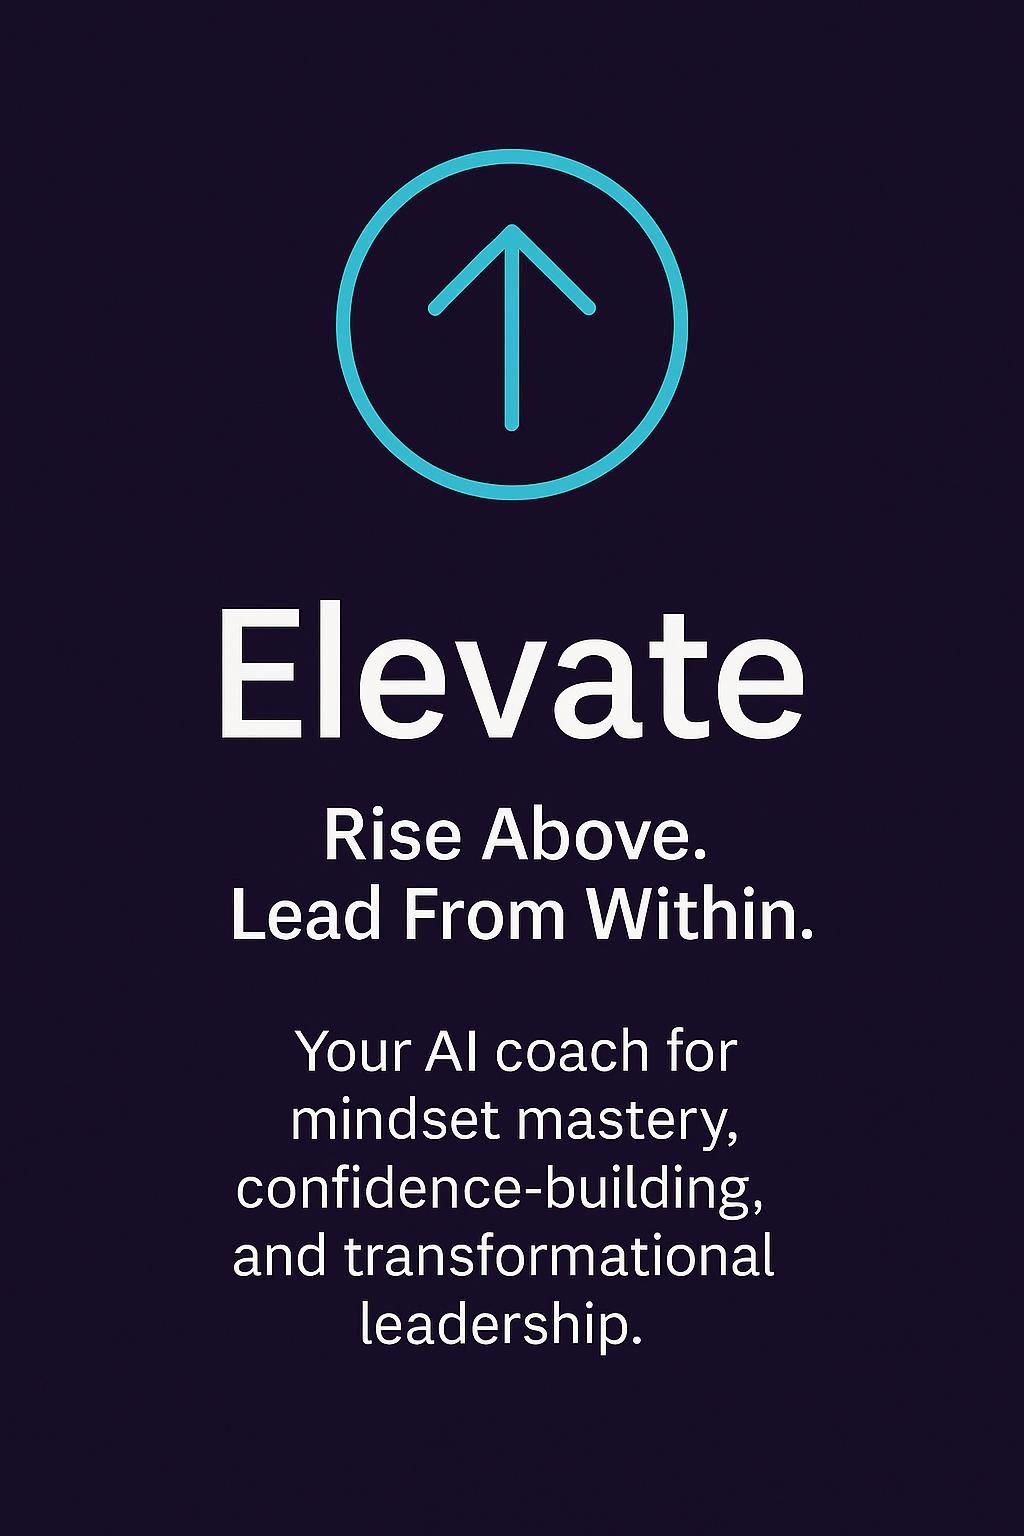 Elevate
Rise Above.
Lead From Within.
Your AI coach for
mindset mastery,
confidence-building,
and transformational
leadership.